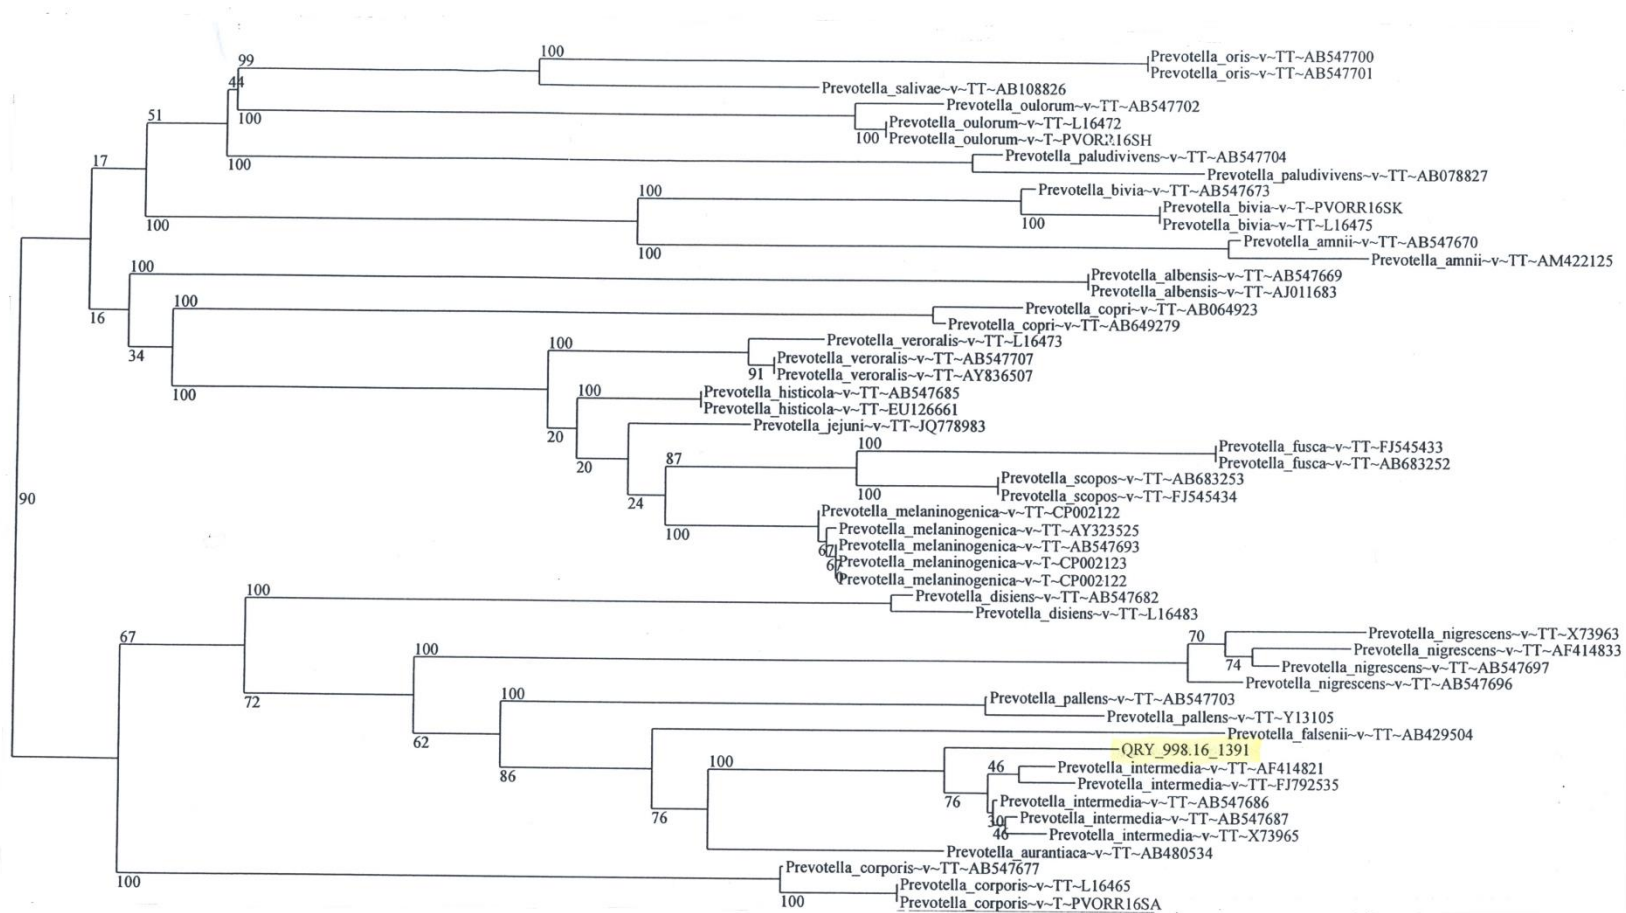 99
100
Prevotella_oris~v~TT~AB547700
Prevotella_oris~v~TT~AB547701
44
Prevotella_salivae~v~TT~AB108826
Prevotella_oulorum~v~TT~AB547702
51
100
Prevotella_oulorum~v~TT~L16472
100
Prevotella_oulorum~v~T~PVORR16SH
17
100
Prevotella_paludivivens~v~TT~AB547704
Prevotella_paludivivens~v~TT~AB078827
100
Prevotella_bivia~v~TT~AB547673
Prevotella_bivia~v~T~PVORR16SK
100
100
Prevotella_bivia~v~TT~L16475
Prevotella_amnii~v~TT~AB547670
100
Prevotella_amnii~v~TT~AM422125
100
Prevotella_albensis~v~TT~AB547669
Prevotella_albensis~v~TT~AJ011683
100
Prevotella_copri~v~TT~AB064923
16
Prevotella_copri~v~TT~AB649279
100
Prevotella_veroralis~v~TT~L16473
34
Prevotella_veroralis~v~TT~AB547707
91
Prevotella_veroralis~v~TT~AY836507
100
100
Prevotella_histicola~v~TT~AB547685
Prevotella_histicola~v~TT~EU126661
Prevotella_jejuni~v~TT~JQ778983
20
100
Prevotella_fusca~v~TT~FJ545433
20
87
Prevotella_fusca~v~TT~AB683252
Prevotella_scopos~v~TT~AB683253
90
24
100
Prevotella_scopos~v~TT~FJ545434
Prevotella_melaninogenica~v~TT~CP002122
100
Prevotella_melaninogenica~v~TT~AY323525
67
Prevotella_melaninogenica~v~TT~AB547693
Prevotella_melaninogenica~v~T~CP002123
Prevotella_melaninogenica~v~T~CP002122
100
Prevotella_disiens~v~TT~AB547682
Prevotella_disiens~v~TT~L16483
67
70
Prevotella_nigrescens~v~TT~X73963
100
Prevotella_nigrescens~v~TT~AF414833
74
Prevotella_nigrescens~v~TT~AB547697
Prevotella_nigrescens~v~TT~AB547696
72
100
Prevotella_pallens~v~TT~AB547703
Prevotella_pallens~v~TT~Y13105
62
Prevotella_falsenii~v~TT~AB429504
QRY_998.16_1391
86
100
46
Prevotella_intermedia~v~TT~AF414821
Prevotella_intermedia~v~TT~FJ792535
76
Prevotella_intermedia~v~TT~AB547686
76
30
Prevotella_intermedia~v~TT~AB547687
46
Prevotella_intermedia~v~TT~X73965
Prevotella_aurantiaca~v~TT~AB480534
Prevotella_corporis~v~TT~AB547677
100
Prevotella_corporis~v~TT~L16465
100
Prevotella_corporis~v~T~PVORR16SA